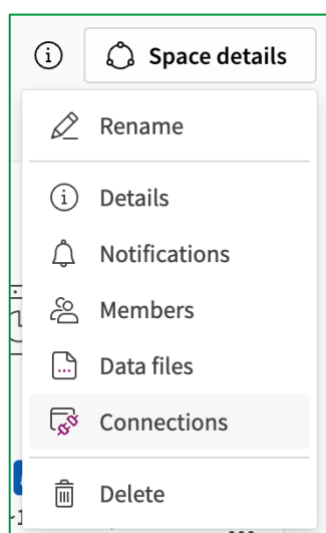 Space details
Rename
Details
Notifications
Members
Data files
Connections
Delete